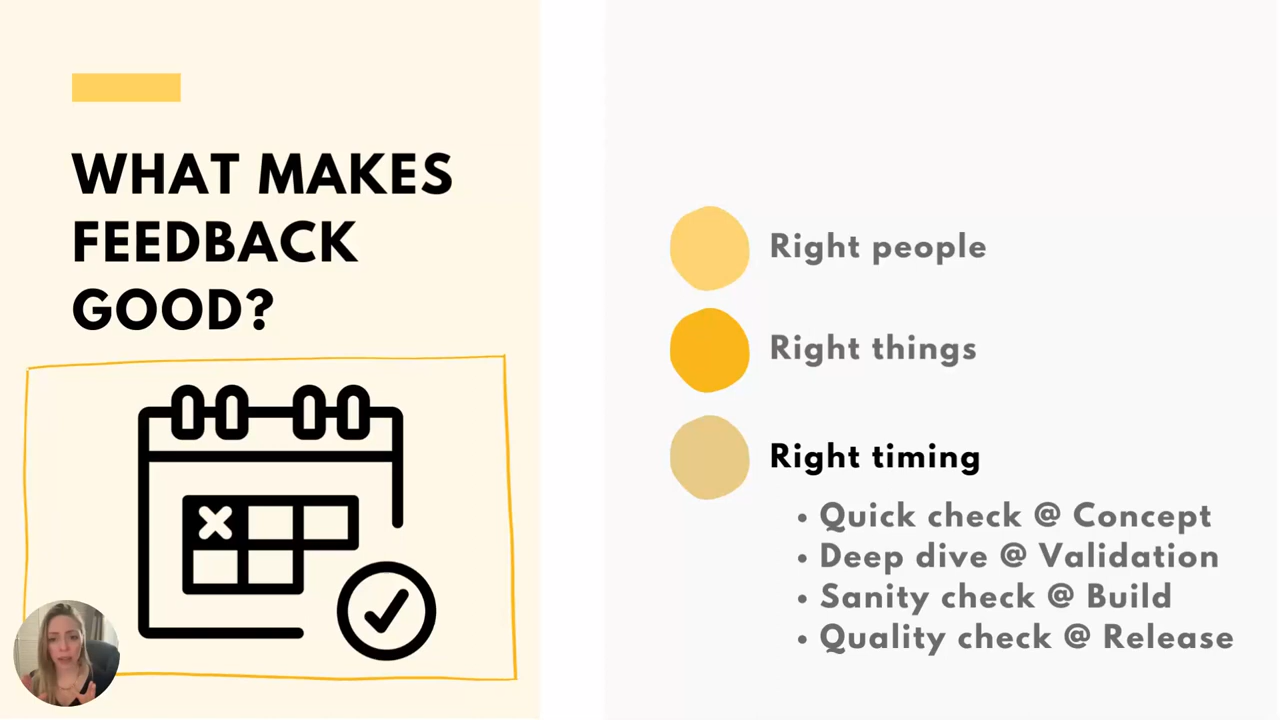 WHAT MAKES
FEEDBACK
GOOD?
Right people
Right things
Right timing
• Quick check @ Concept
• Deep dive @ Validation
• Sanity check @ Build
• Quality check @ Release